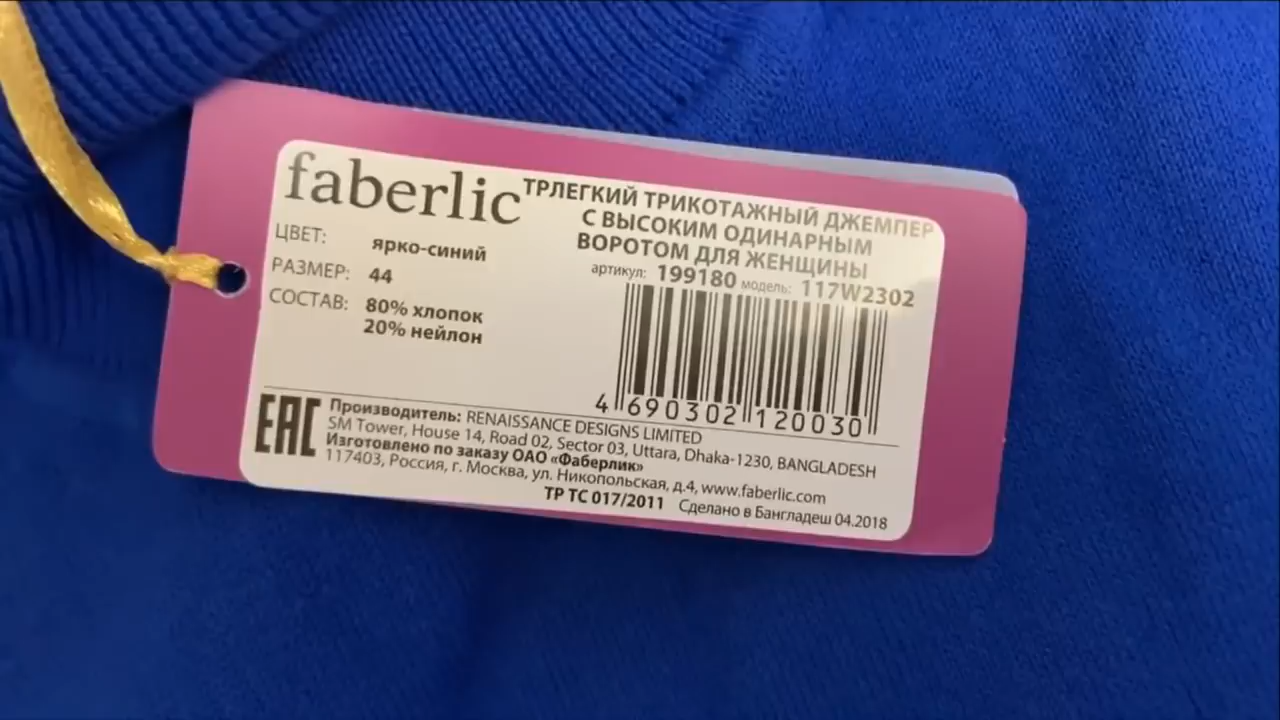 faberlic
ТРЛЕГКИЙ ТРИКОТАЖНЫЙ ДЖЕМПЕР
С ВЫСОКИМ ОДИНАРНЫМ
ВОРОТОМ ДЛЯ ЖЕНЩИНЫ
артикул: 199180 модель: 117W2302
ЦВЕТ: ярко-синий
РАЗМЕР: 44
СОСТАВ: 80% хлопок
20% нейлон
4 690302 120030
EAC
Производитель: RENAISSANCE DESIGNS LIMITED
SM Tower, House 14, Road 02, Sector 03, Uttara, Dhaka-1230, BANGLADESH
Изготовлено по заказу ОАО «Фаберлик»
117403, Россия, г. Москва, ул. Никопольская, д.4, www.faberlic.com
ТР ТС 017/2011 Сделано в Бангладеш 04.2018